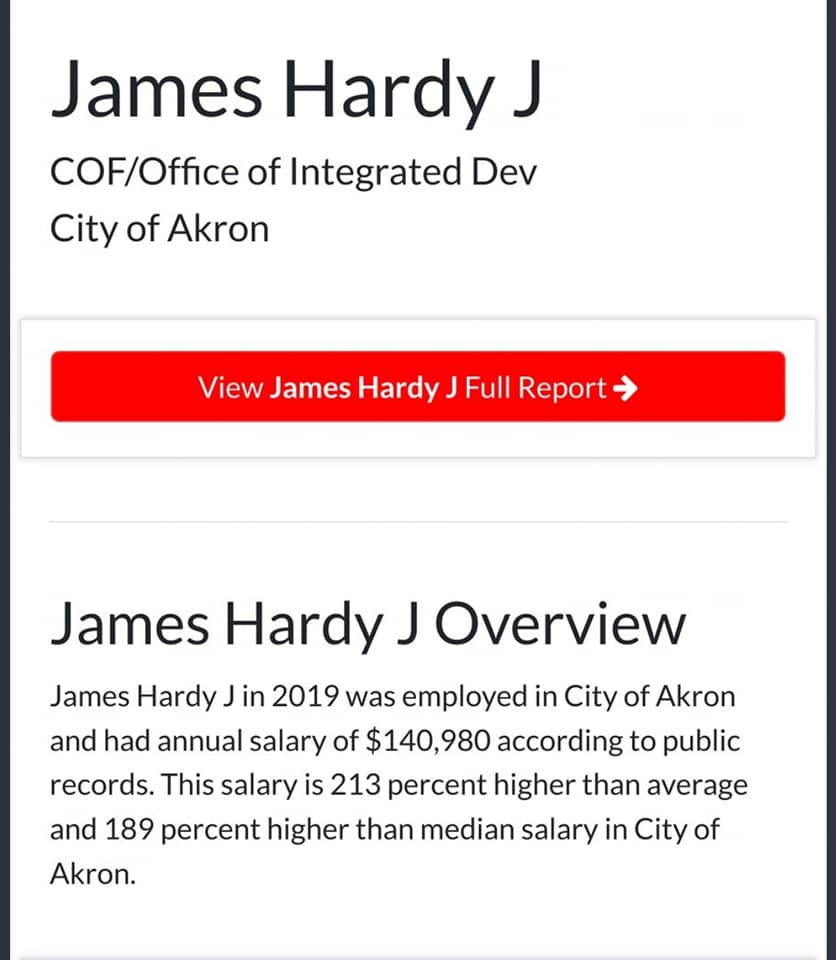 James Hardy J
COF/Office of Integrated Dev
City of Akron
View James Hardy J Full Report
James Hardy J Overview
James Hardy J in 2019 was employed in City of Akron
and had annual salary of $140,980 according to public
records. This salary is 213 percent higher than average
and 189 percent higher than median salary in City of
Akron.